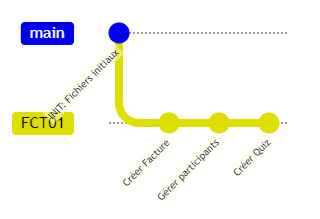 main
INIT: Fichiers initiaux
FCT01
Créer Facture
Gérer participants
Créer Quiz